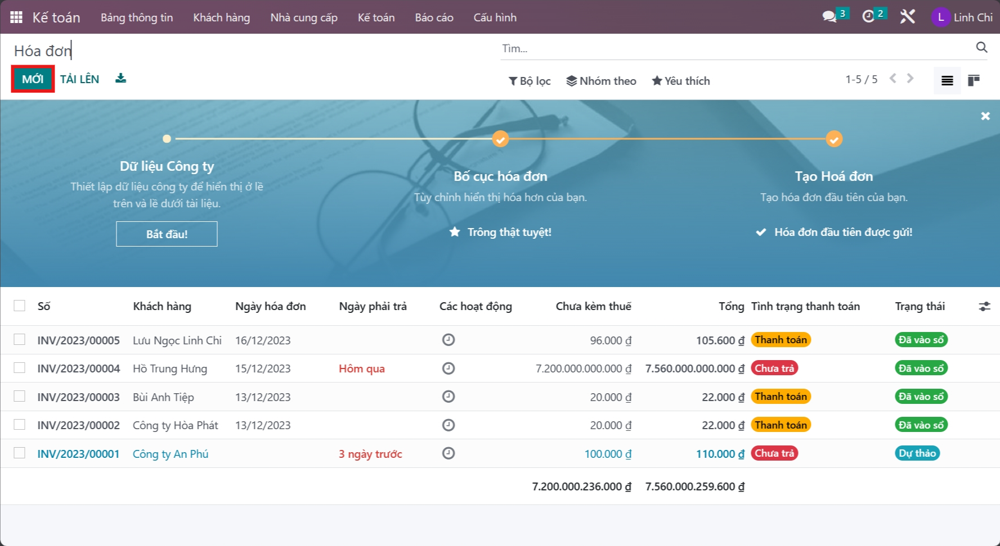 Kế toán Bảng thông tin Khách hàng Nhà cung cấp Kế toán Báo cáo Cấu hình 3 2 L Linh Chi
Hóa đơn
Tìm...
MỚI TẢI LÊN
Bộ lọc Nhóm theo Yêu thích 1-5 / 5
Dữ liệu Công ty
Thiết lập dữ liệu công ty để hiển thị ở lề
trên và lề dưới tài liệu.
Bắt đầu!
Bố cục hóa đơn
Tùy chỉnh hiển thị hóa hơn của bạn.
Trông thật tuyệt!
Tạo Hoá đơn
Tạo hóa đơn đầu tiên của bạn.
Hóa đơn đầu tiên được gửi!
Số Khách hàng Ngày hóa đơn Ngày phải trả Các hoạt động Chưa kèm thuế Tổng Tình trạng thanh toán Trạng thái
INV/2023/00005 Lưu Ngọc Linh Chi 16/12/2023 96.000 ₫ 105.600 ₫ Thanh toán Đã vào sổ
INV/2023/00004 Hồ Trung Hưng 15/12/2023 Hôm qua 7.200.000.000.000 ₫ 7.560.000.000.000 ₫ Chưa trả Đã vào sổ
INV/2023/00003 Bùi Anh Tiệp 13/12/2023 20.000 ₫ 22.000 ₫ Thanh toán Đã vào sổ
INV/2023/00002 Công ty Hòa Phát 13/12/2023 20.000 ₫ 22.000 ₫ Thanh toán Đã vào sổ
INV/2023/00001 Công ty An Phú 3 ngày trước 100.000 ₫ 110.000 ₫ Chưa trả Dự thảo
7.200.000.236.000 ₫ 7.560.000.259.600 ₫